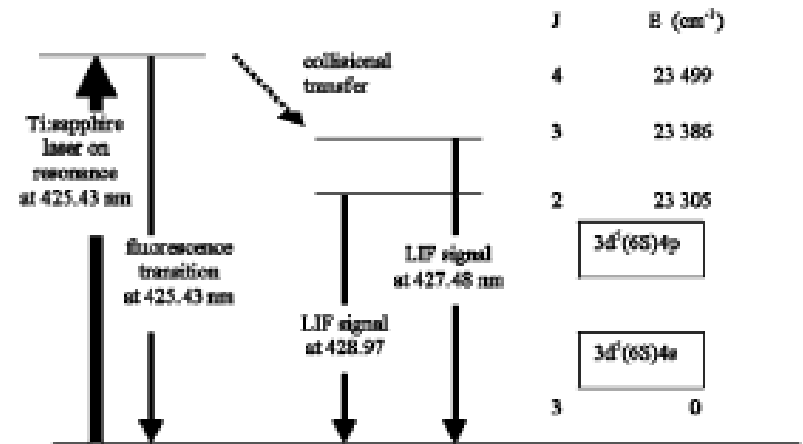 J E (cm⁻¹)
collisional
transfer
4 23 499
Ti:sapphire
laser on
resonance
at 425.43 nm
3 23 386
2 23 305
fluorescence
transition
at 425.43 nm
LIF signal
at 427.48 nm
3d⁵(6S)4p
LIF signal
at 428.97
3d⁵(6S)4s
3 0